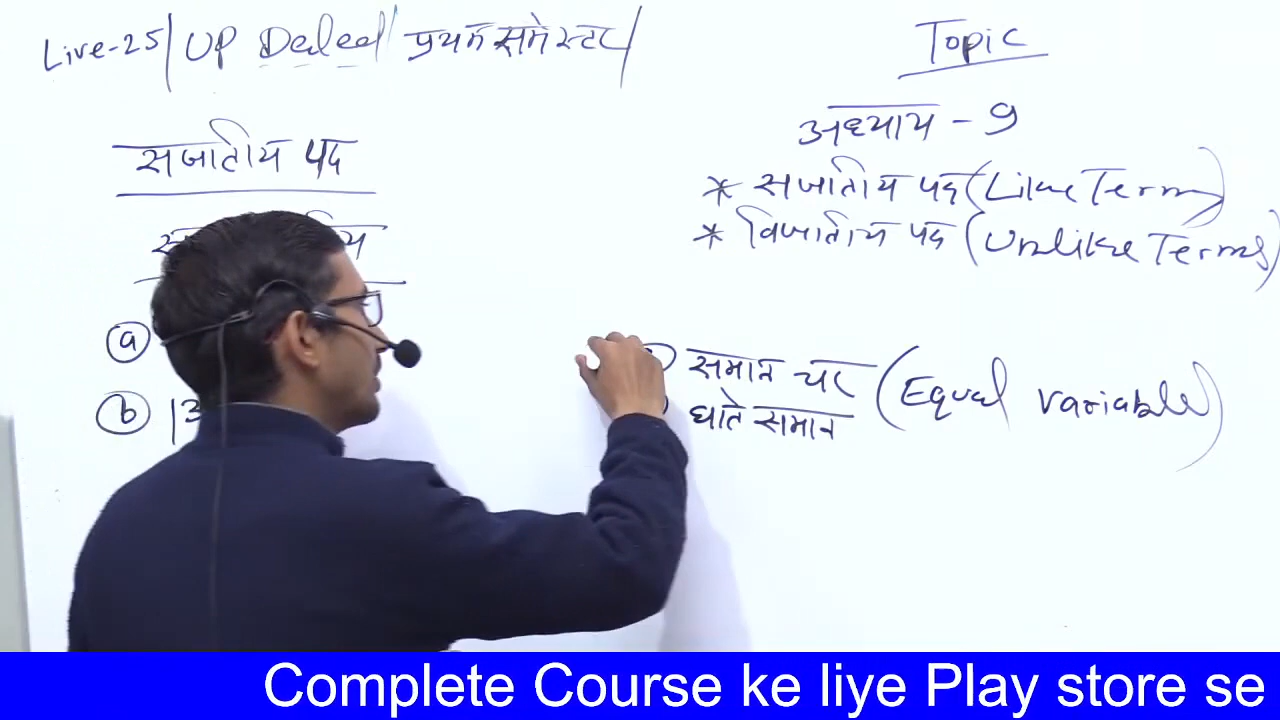 Live-25/ UP Deled प्रथम समेस्टर/
Topic
अध्याय - 9
* सजातीय पद (Like Term)
* विजातीय पद (Unlike Terms)
सजातीय पद
a
b
समान चर (Equal variable)
घाते समान
Complete Course ke liye Play store se